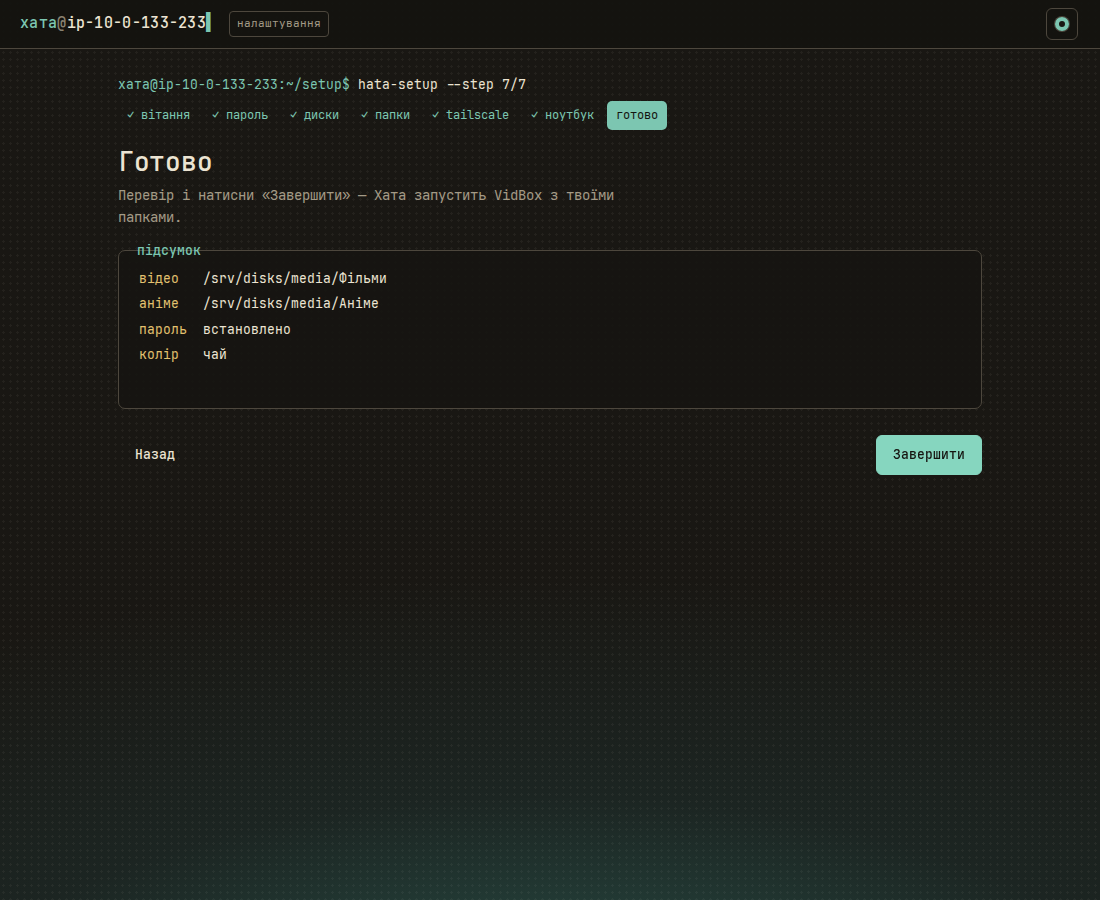 хата@ip-10-0-133-233 налаштування
хата@ip-10-0-133-233:~/setup$ hata-setup --step 7/7
✓ вітання ✓ пароль ✓ диски ✓ папки ✓ tailscale ✓ ноутбук готово
Готово
Перевір і натисни «Завершити» — Хата запустить VidBox з твоїми
папками.
підсумок
відео /srv/disks/media/Фільми
аніме /srv/disks/media/Аніме
пароль встановлено
колір чай
Назад Завершити